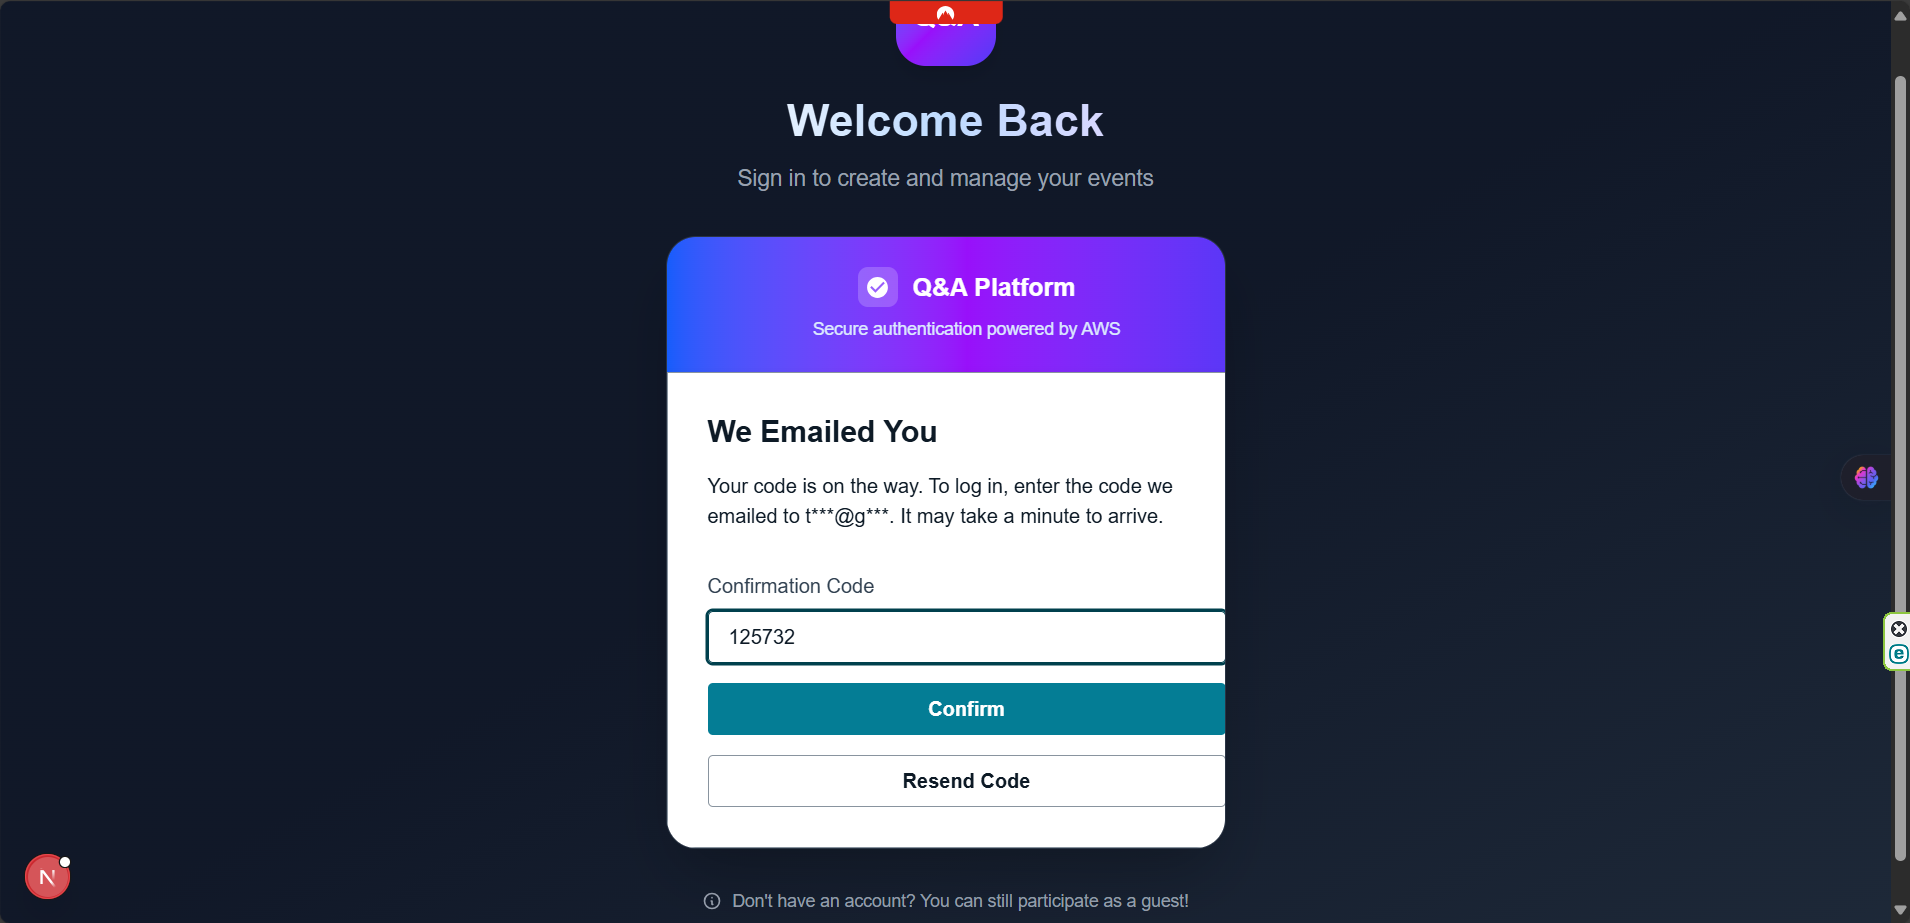 Welcome Back
Sign in to create and manage your events
Q&A Platform
Secure authentication powered by AWS
We Emailed You
Your code is on the way. To log in, enter the code we
emailed to t***@g***. It may take a minute to arrive.
Confirmation Code
125732
Confirm
Resend Code
N
Don't have an account? You can still participate as a guest!